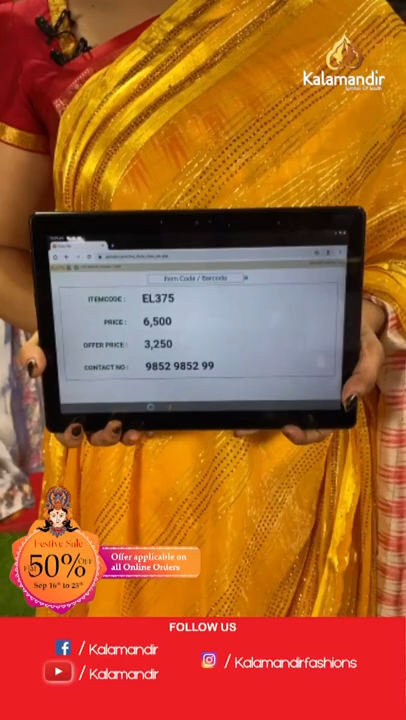 Kalamandir
Item Code / Barcode
ITEMCODE : EL375
PRICE : 6,500
OFFER PRICE : 3,250
CONTACT NO : 9852 9852 99
Festive Sale
50% OFF
Sep 16th to 25th
Offer applicable on
all Online Orders
FOLLOW US
/ Kalamandir
/ Kalamandirfashions
/ Kalamandir